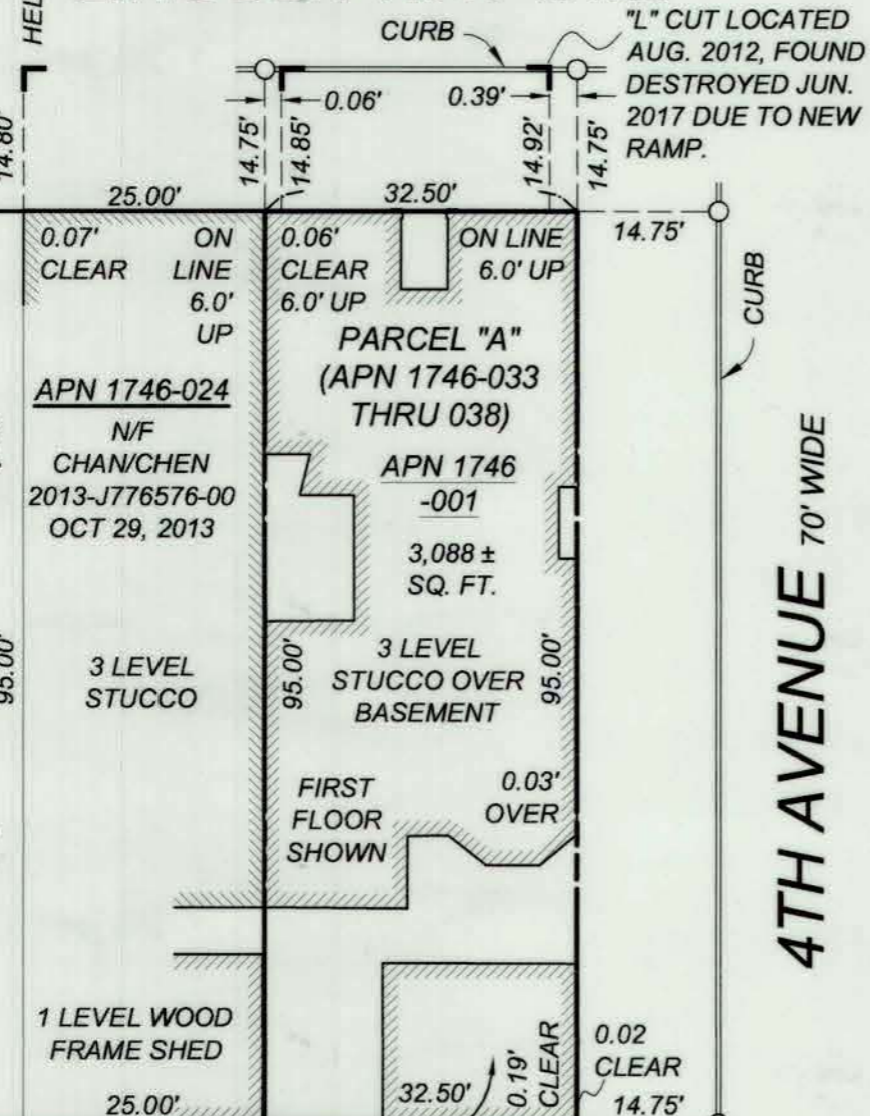 HEL
CURB
"L" CUT LOCATED
AUG. 2012, FOUND
DESTROYED JUN.
2017 DUE TO NEW
RAMP.
0.06'
0.39'
14.80'
14.75'
14.85'
14.92'
14.75'
25.00'
32.50'
14.75'
0.07'
CLEAR
ON
LINE
6.0'
UP
0.06'
CLEAR
6.0' UP
ON LINE
6.0' UP
CURB
PARCEL "A"
(APN 1746-033
THRU 038)
APN 1746-024
N/F
CHAN/CHEN
2013-J776576-00
OCT 29, 2013
APN 1746
-001
3,088 ±
SQ. FT.
4TH AVENUE 70' WIDE
95.00'
3 LEVEL
STUCCO
95.00'
3 LEVEL
STUCCO OVER
BASEMENT
95.00'
FIRST
FLOOR
SHOWN
0.03'
OVER
1 LEVEL WOOD
FRAME SHED
25.00'
32.50'
0.19'
CLEAR
0.02
CLEAR
14.75'